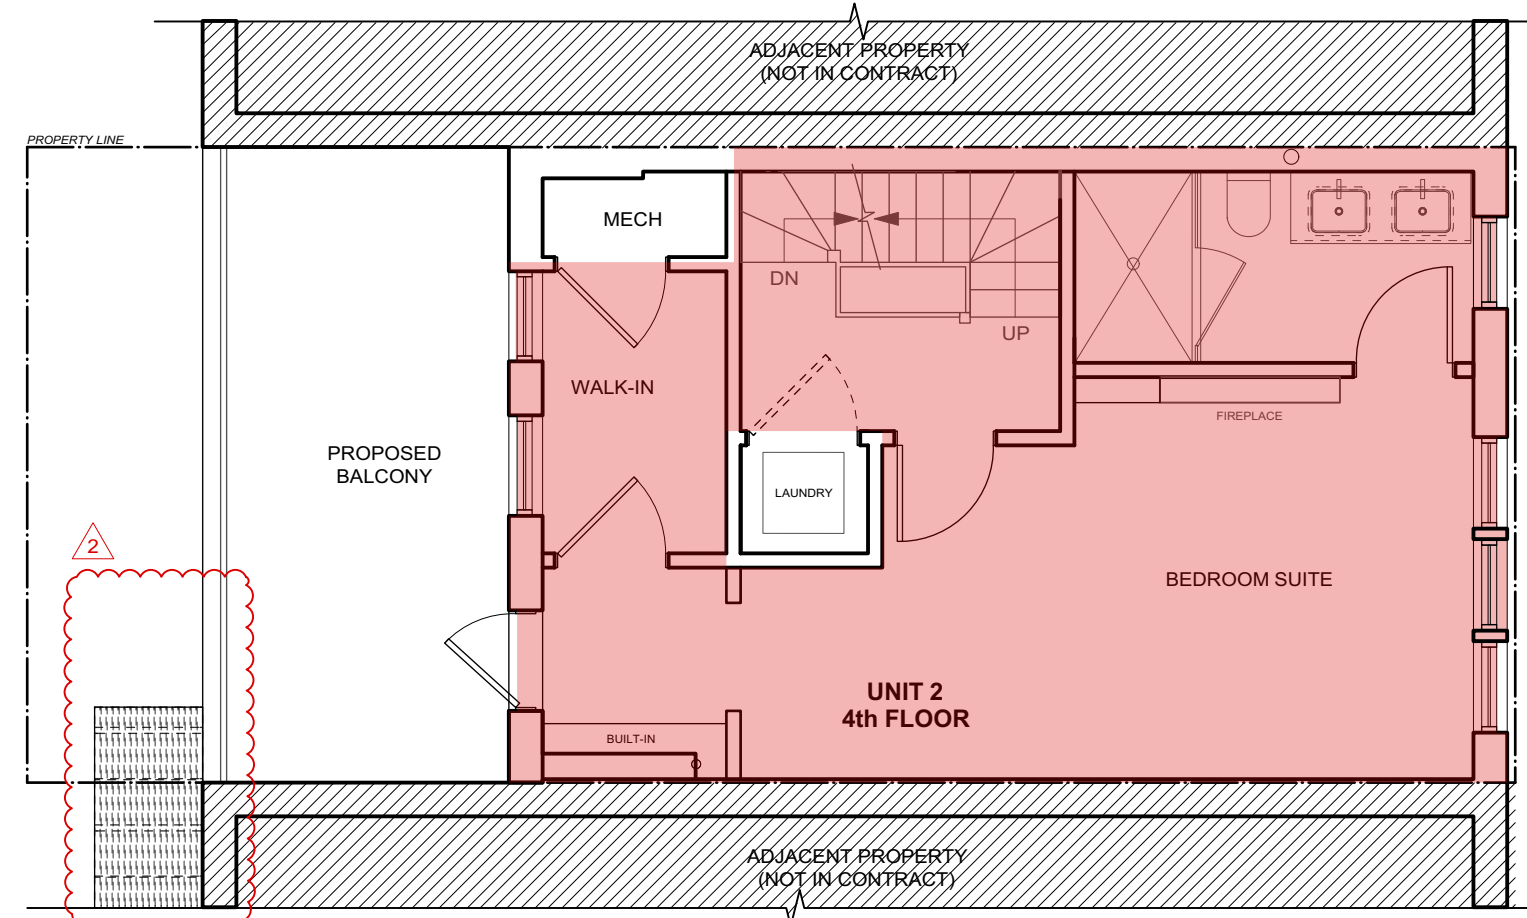 ADJACENT PROPERTY
(NOT IN CONTRACT)
PROPERTY LINE
MECH
DN
UP
WALK-IN
FIREPLACE
PROPOSED
BALCONY
LAUNDRY
2
BEDROOM SUITE
UNIT 2
4th FLOOR
BUILT-IN
ADJACENT PROPERTY
(NOT IN CONTRACT)